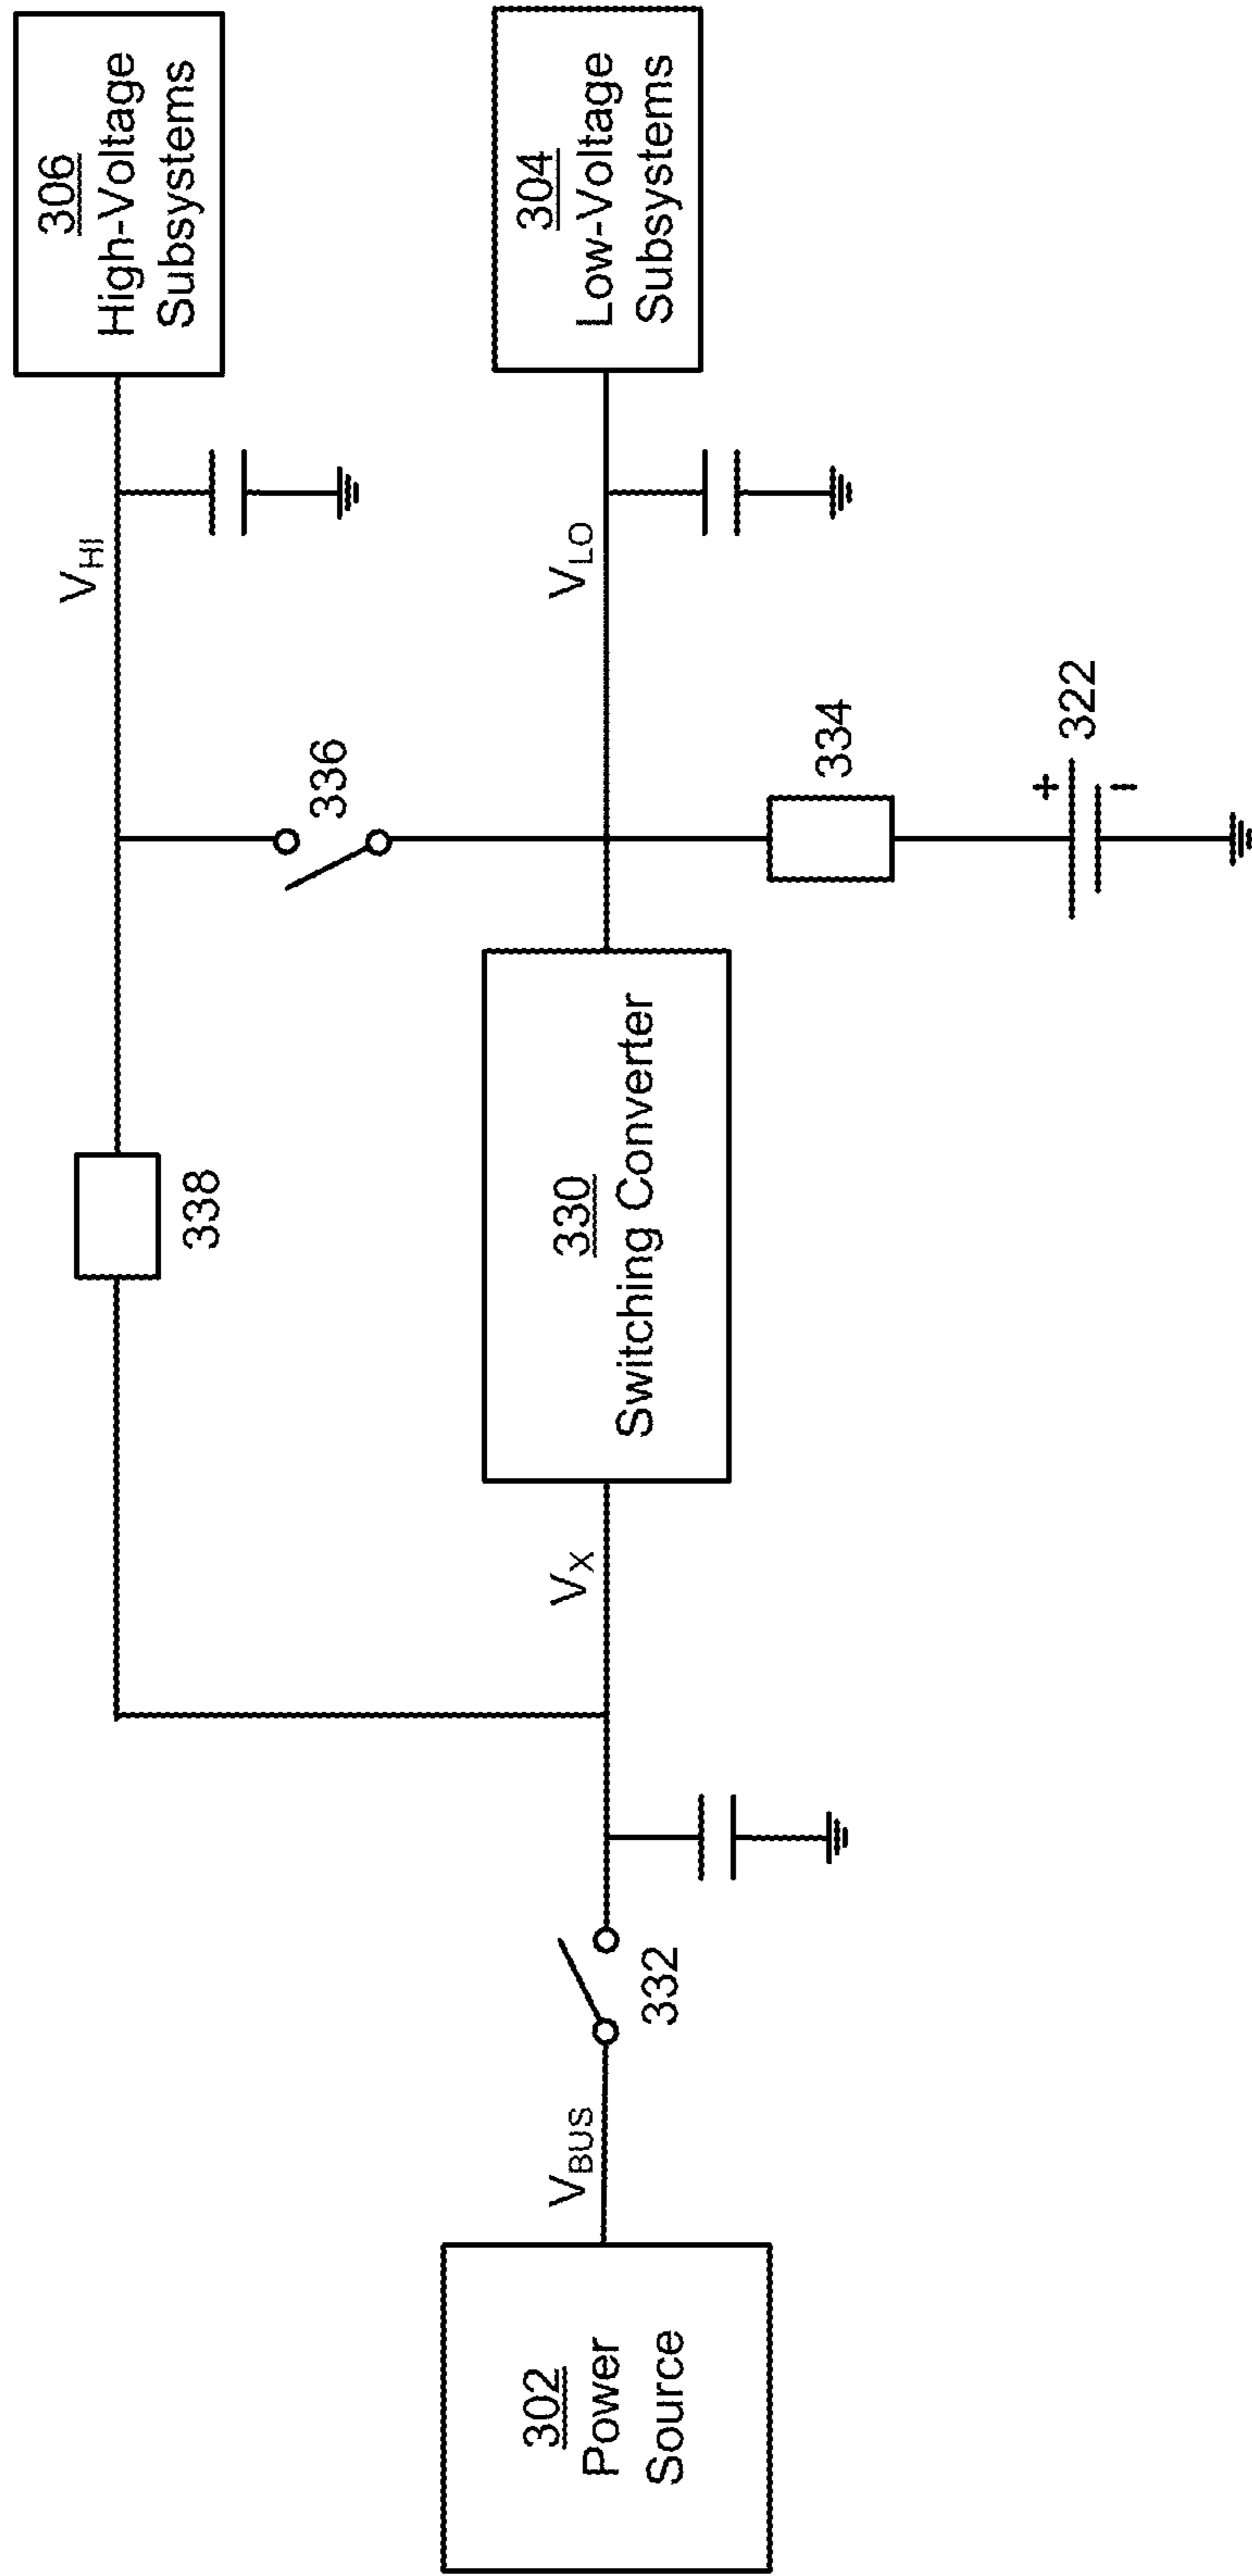 306
High-Voltage
Subsystems
V_HI
338
336
304
Low-Voltage
Subsystems
V_LO
330
Switching Converter
V_X
334
+
322
-
332
V_BUS
302
Power
Source